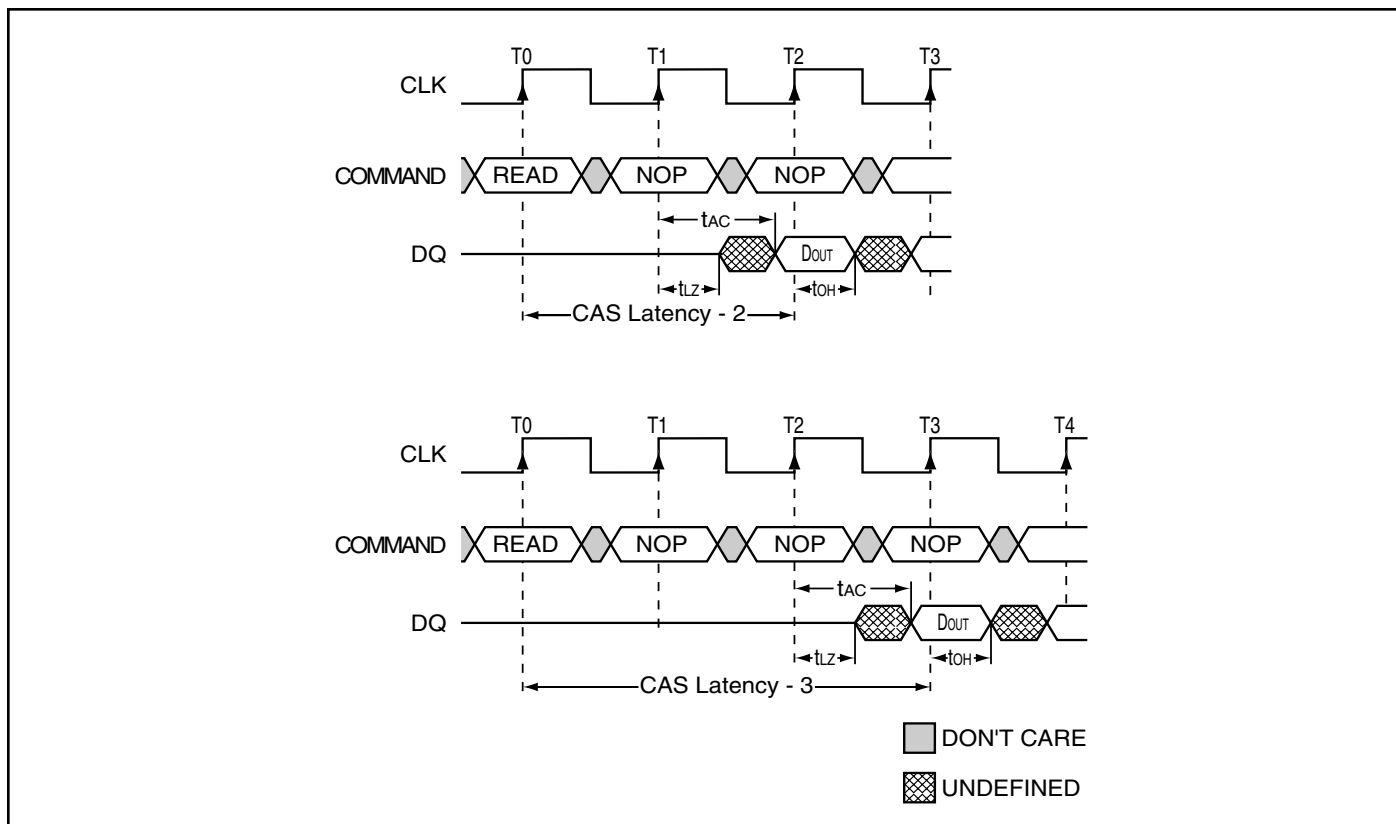 T0 T1 T2 T3
CLK
COMMAND READ NOP NOP
tAC
DQ DOUT
tLZ tOH
CAS Latency - 2
T0 T1 T2 T3 T4
CLK
COMMAND READ NOP NOP NOP
tAC
DQ DOUT
tLZ tOH
CAS Latency - 3
DON'T CARE
UNDEFINED